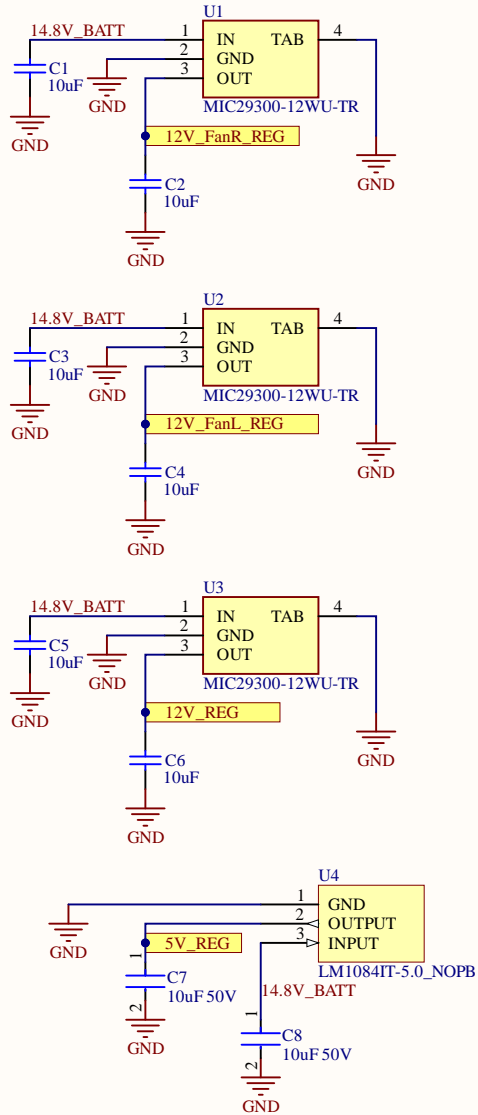 U1
14.8V_BATT 1 IN TAB 4
2 GND
3 OUT
C1
10uF
GND
GND
MIC29300-12WU-TR
12V_FanR_REG
GND
C2
10uF
GND
U2
14.8V_BATT 1 IN TAB 4
2 GND
3 OUT
C3
10uF
GND
GND
MIC29300-12WU-TR
12V_FanL_REG
GND
C4
10uF
GND
U3
14.8V_BATT 1 IN TAB 4
2 GND
3 OUT
C5
10uF
GND
GND
MIC29300-12WU-TR
12V_REG
GND
C6
10uF
GND
U4
1 GND
2 OUTPUT
3 INPUT
GND
5V_REG
LM1084IT-5.0_NOPB
1
C7
10uF 50V
2
GND
14.8V_BATT
1
C8
10uF 50V
2
GND